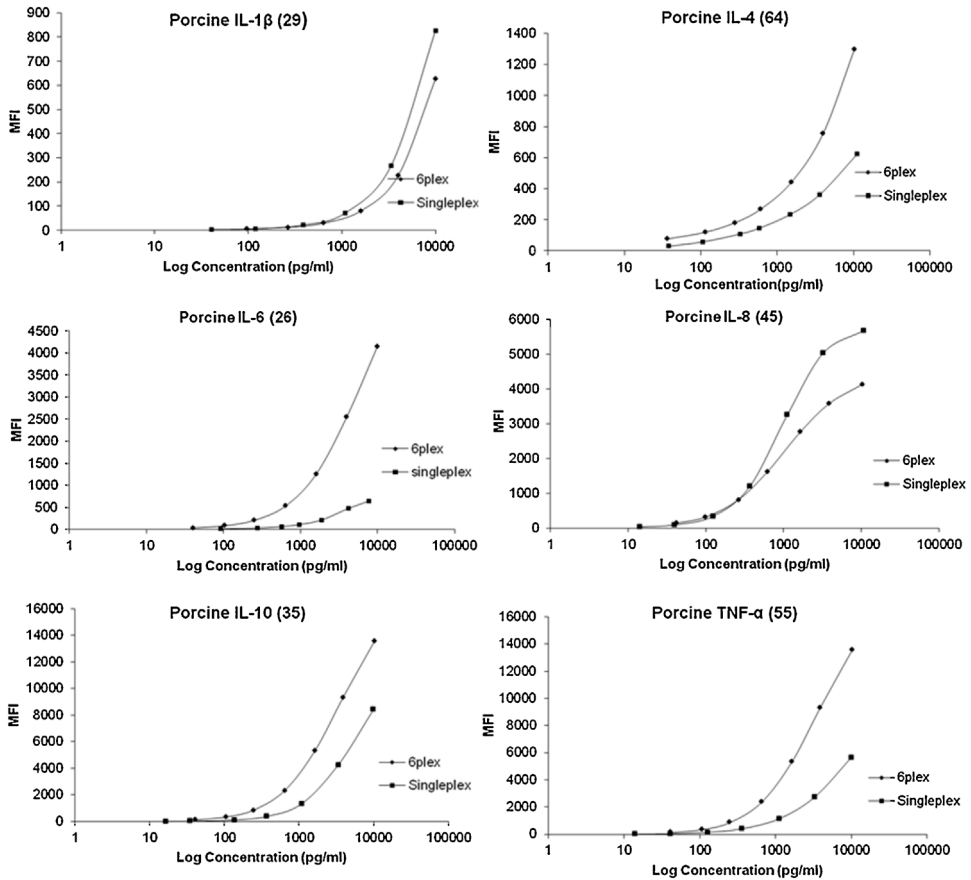 Porcine IL-1β (29)
900
800
700
600
500
400
300
200
100
0
MFI
6plex
Singleplex
1 10 100 1000 10000
Log Concentration (pg/ml)
Porcine IL-4 (64)
1400
1200
1000
800
600
400
200
0
MFI
6plex
Singleplex
1 10 100 1000 10000 100000
Log Concentration(pg/ml)
Porcine IL-6 (26)
4500
4000
3500
3000
2500
2000
1500
1000
500
0
MFI
6plex
singleplex
1 10 100 1000 10000 100000
Log Concentration (pg/ml)
Porcine IL-8 (45)
6000
5000
4000
3000
2000
1000
0
MFI
6plex
Singleplex
1 10 100 1000 10000 100000
Log Concentration (pg/ml)
Porcine IL-10 (35)
16000
14000
12000
10000
8000
6000
4000
2000
0
MFI
6plex
Singleplex
1 10 100 1000 10000 100000
Log Concentration (pg/ml)
Porcine TNF-α (55)
16000
14000
12000
10000
8000
6000
4000
2000
0
MFI
6plex
Singleplex
1 10 100 1000 10000 100000
Log Concentration (pg/ml)